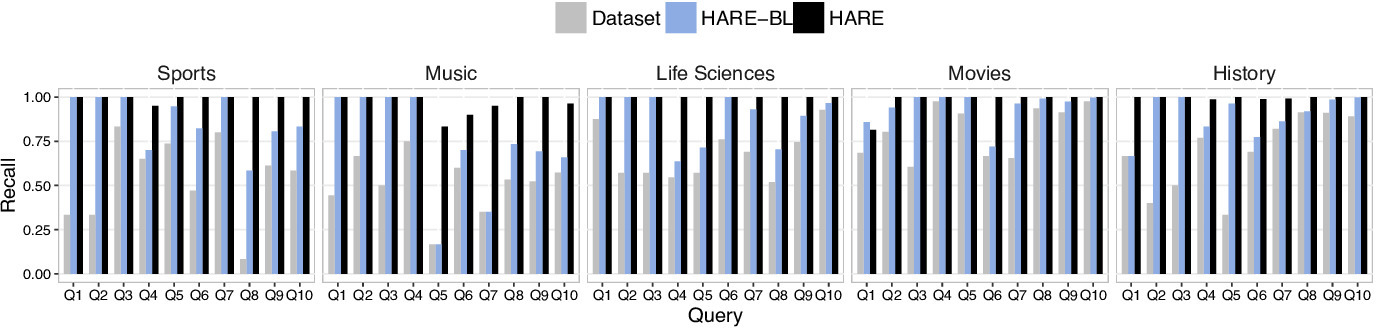 Dataset HARE−BL HARE
Sports Music Life Sciences Movies History
Recall
1.00
0.75
0.50
0.25
0.00
Q1 Q2 Q3 Q4 Q5 Q6 Q7 Q8 Q9 Q10 Q1 Q2 Q3 Q4 Q5 Q6 Q7 Q8 Q9 Q10 Q1 Q2 Q3 Q4 Q5 Q6 Q7 Q8 Q9 Q10 Q1 Q2 Q3 Q4 Q5 Q6 Q7 Q8 Q9 Q10 Q1 Q2 Q3 Q4 Q5 Q6 Q7 Q8 Q9 Q10
Query